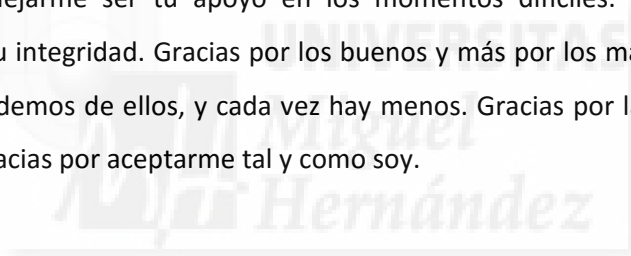 dejarme ser tu apoyo en los momentos difíciles.
u integridad. Gracias por los buenos y más por los ma
demos de ellos, y cada vez hay menos. Gracias por l
acias por aceptarme tal y como soy.
UNIVERSITAS
Miguel
Hernández